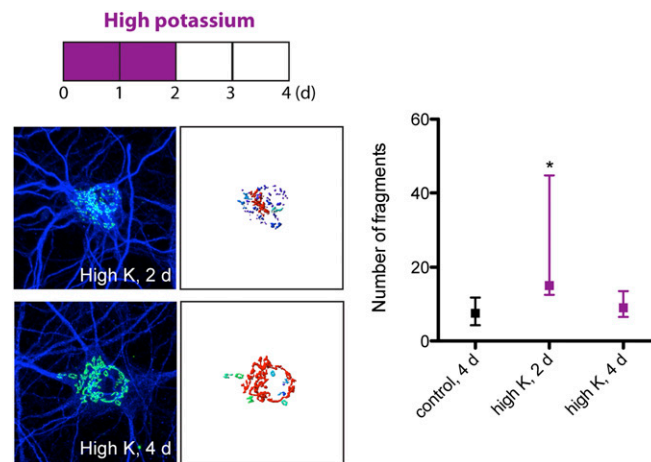 High potassium
0 1 2 3 4 (d)
High K, 2 d
High K, 4 d
Number of fragments
60
40
20
0
*
control, 4 d
high K, 2 d
high K, 4 d